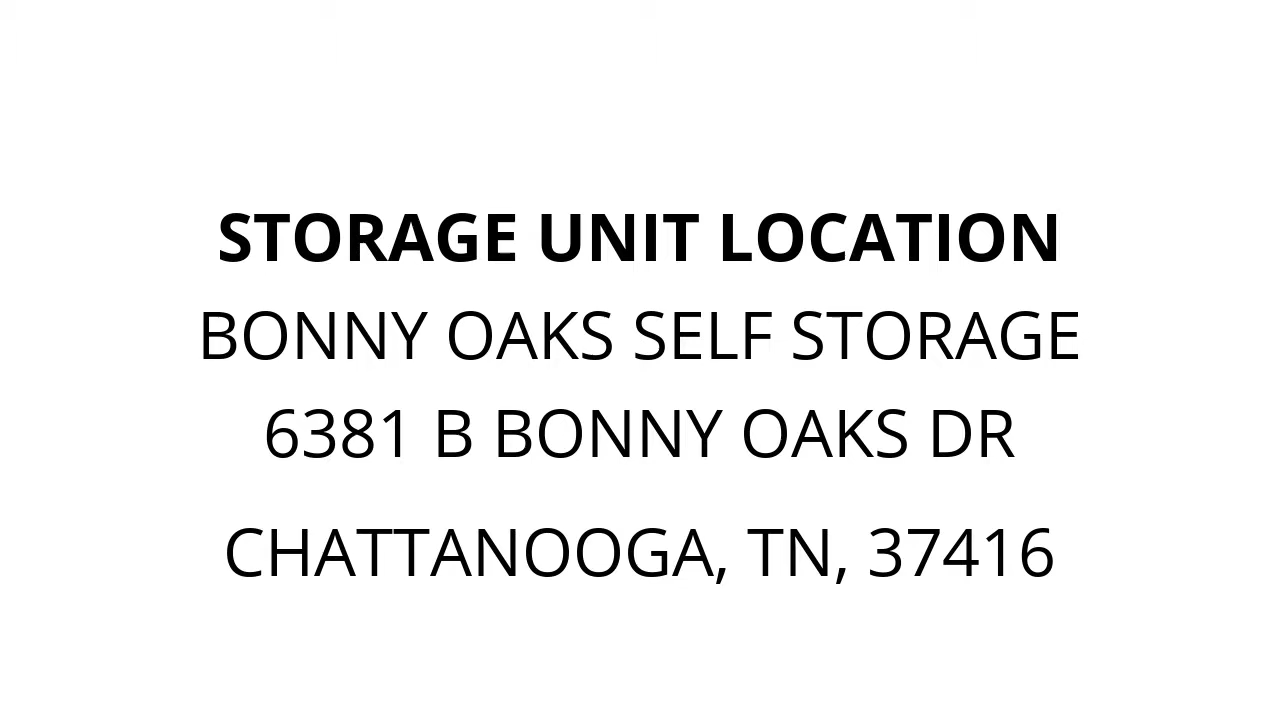 STORAGE UNIT LOCATION
BONNY OAKS SELF STORAGE
6381 B BONNY OAKS DR
CHATTANOOGA, TN, 37416